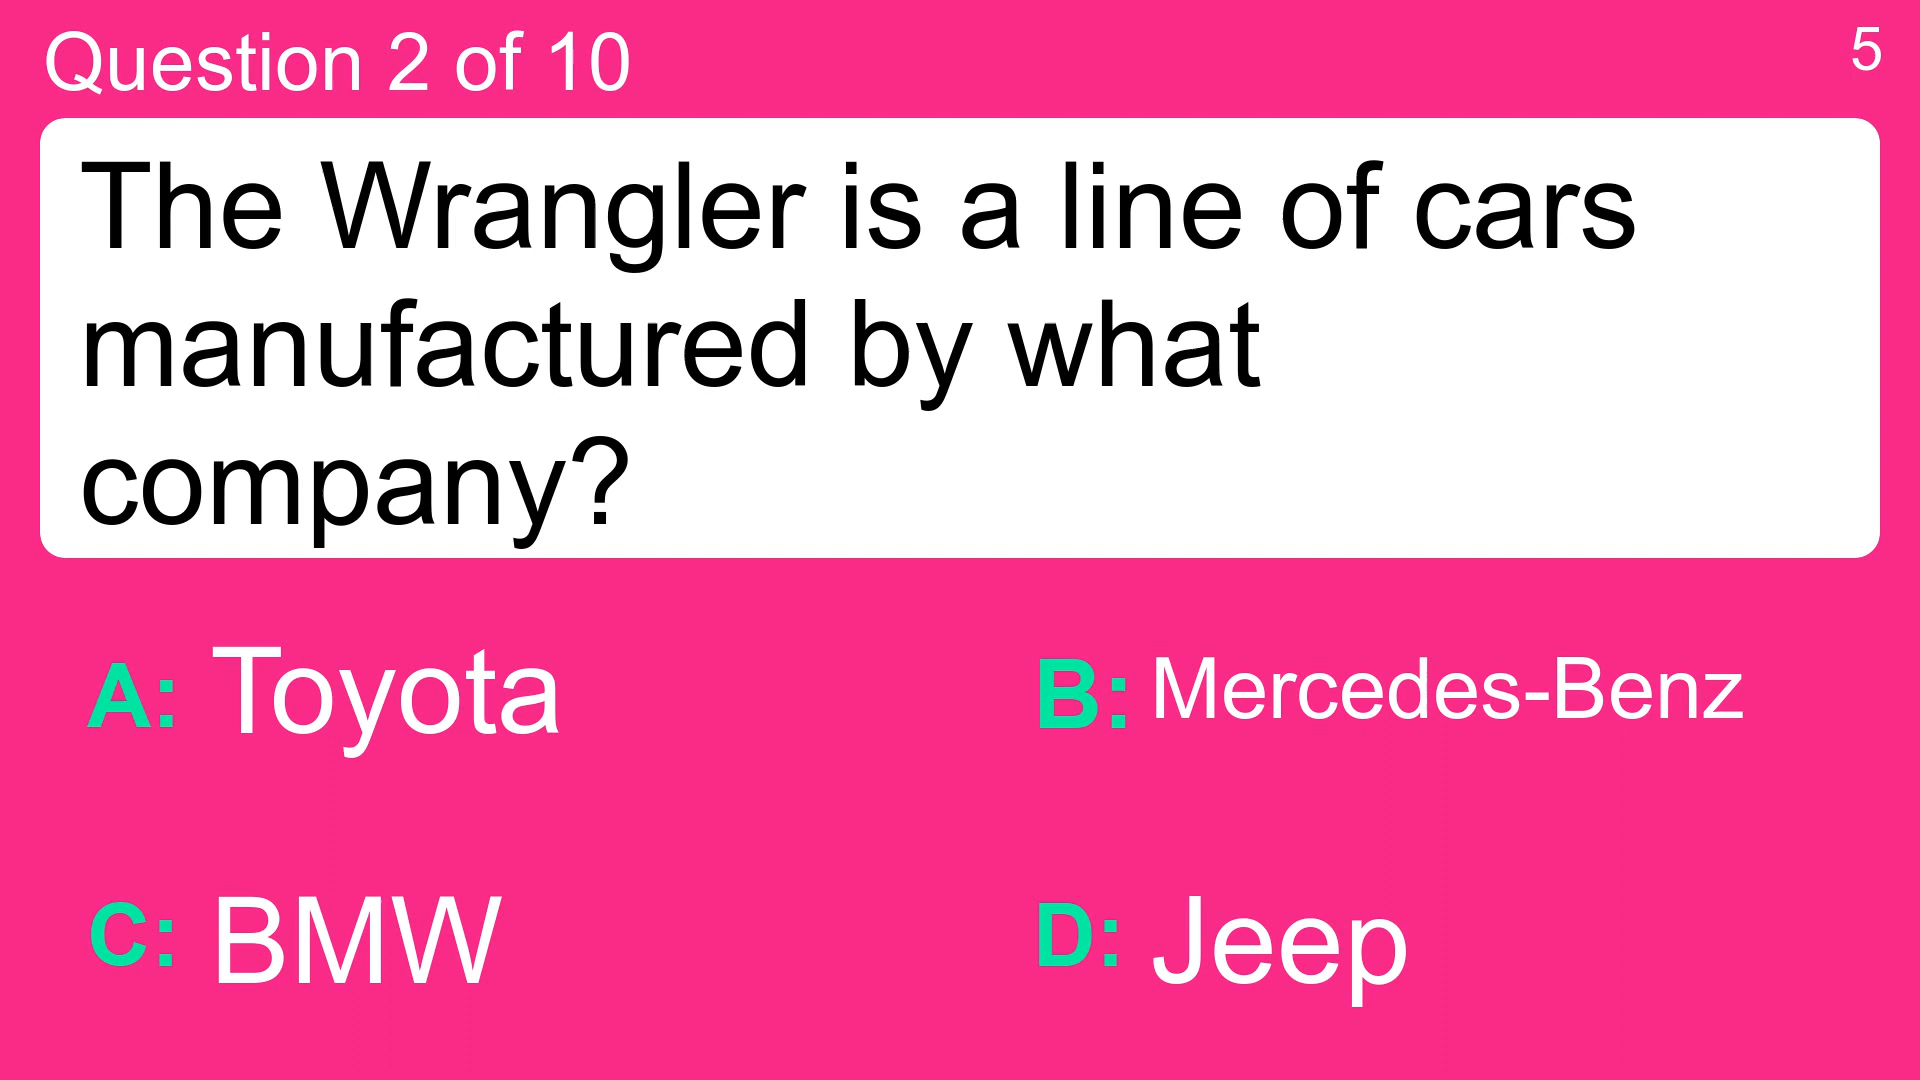 Question 2 of 10
5
The Wrangler is a line of cars
manufactured by what
company?
A: Toyota
B: Mercedes-Benz
C: BMW
D: Jeep